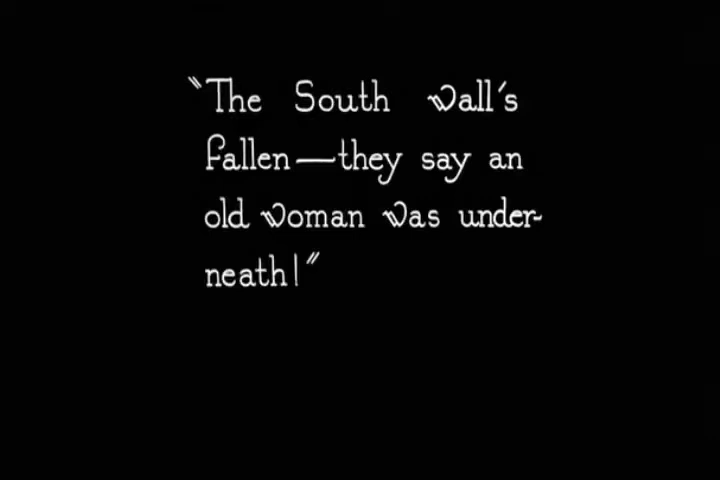 "The South wall's
fallen—they say an
old woman was under-
neath!"